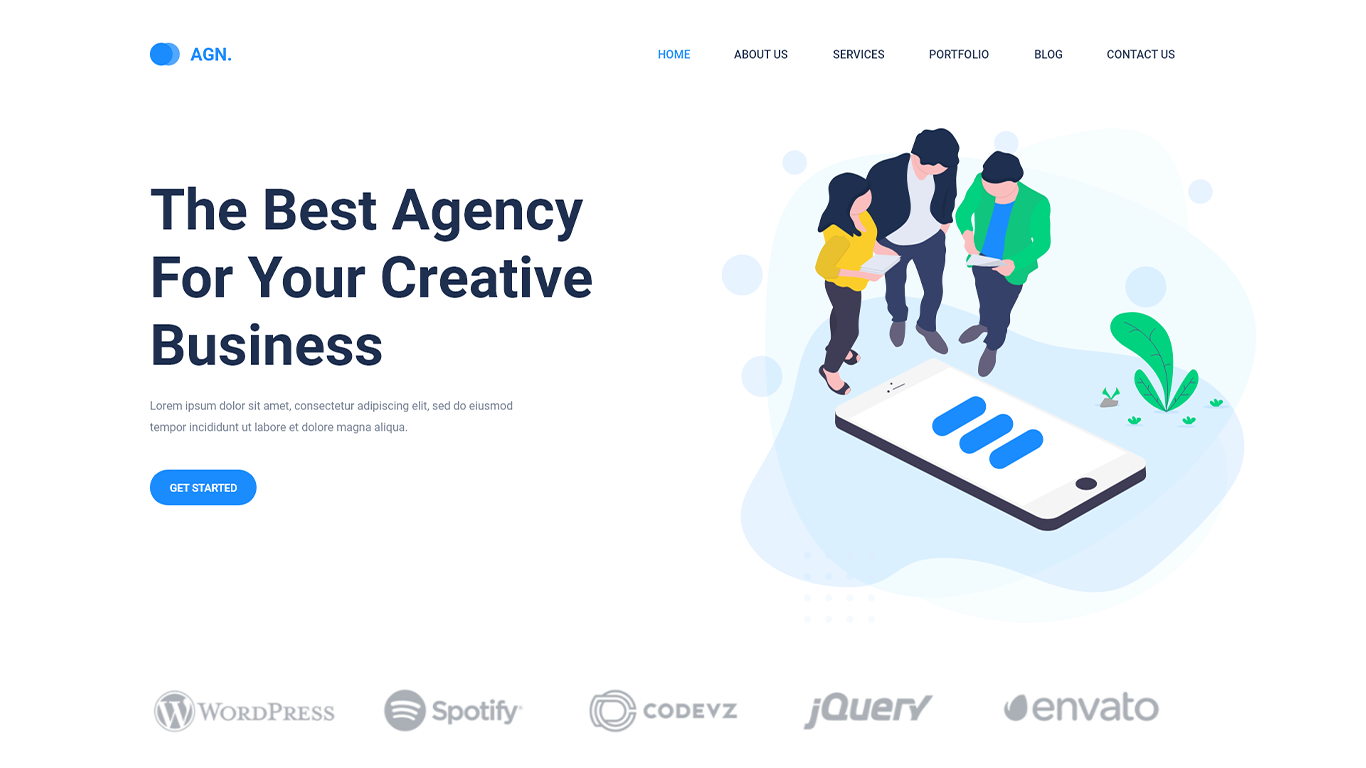 AGN.
HOME
ABOUT US
SERVICES
PORTFOLIO
BLOG
CONTACT US
The Best Agency
For Your Creative
Business
Lorem ipsum dolor sit amet, consectetur adipiscing elit, sed do eiusmod
tempor incididunt ut labore et dolore magna aliqua.
GET STARTED
WORDPRESS
Spotify
CODEVZ
jQuery
envato